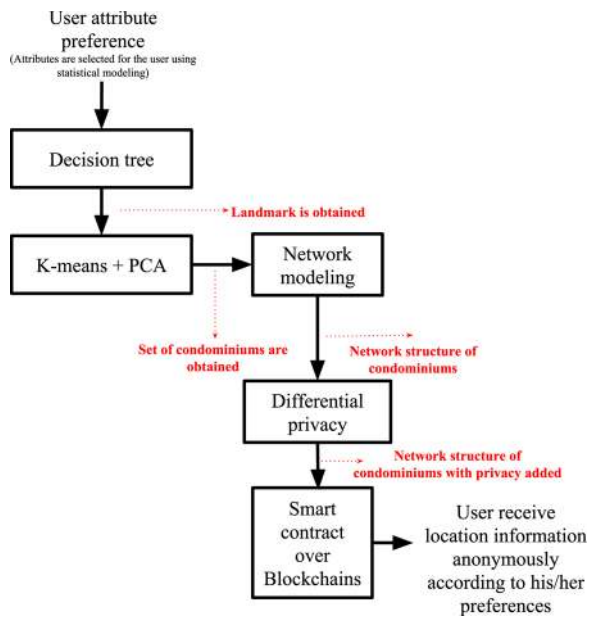 User attribute
preference
(Attributes are selected for the user using
statistical modeling)
Decision tree
Landmark is obtained
K-means + PCA
Network
modeling
Set of condominiums are
obtained
Network structure of
condominiums
Differential
privacy
Network structure of
condominiums with privacy added
Smart
contract
over
Blockchains
User receive
location information
anonymously
according to his/her
preferences